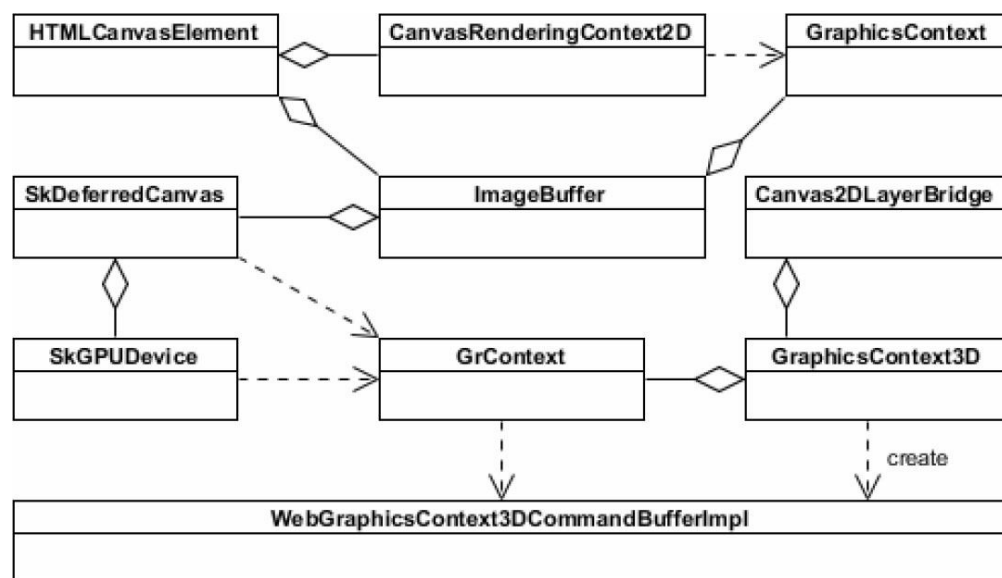 HTMLCanvasElement
CanvasRenderingContext2D
GraphicsContext
SkDeferredCanvas
ImageBuffer
Canvas2DLayerBridge
SkGPUDevice
GrContext
GraphicsContext3D
create
WebGraphicsContext3DCommandBufferImpl